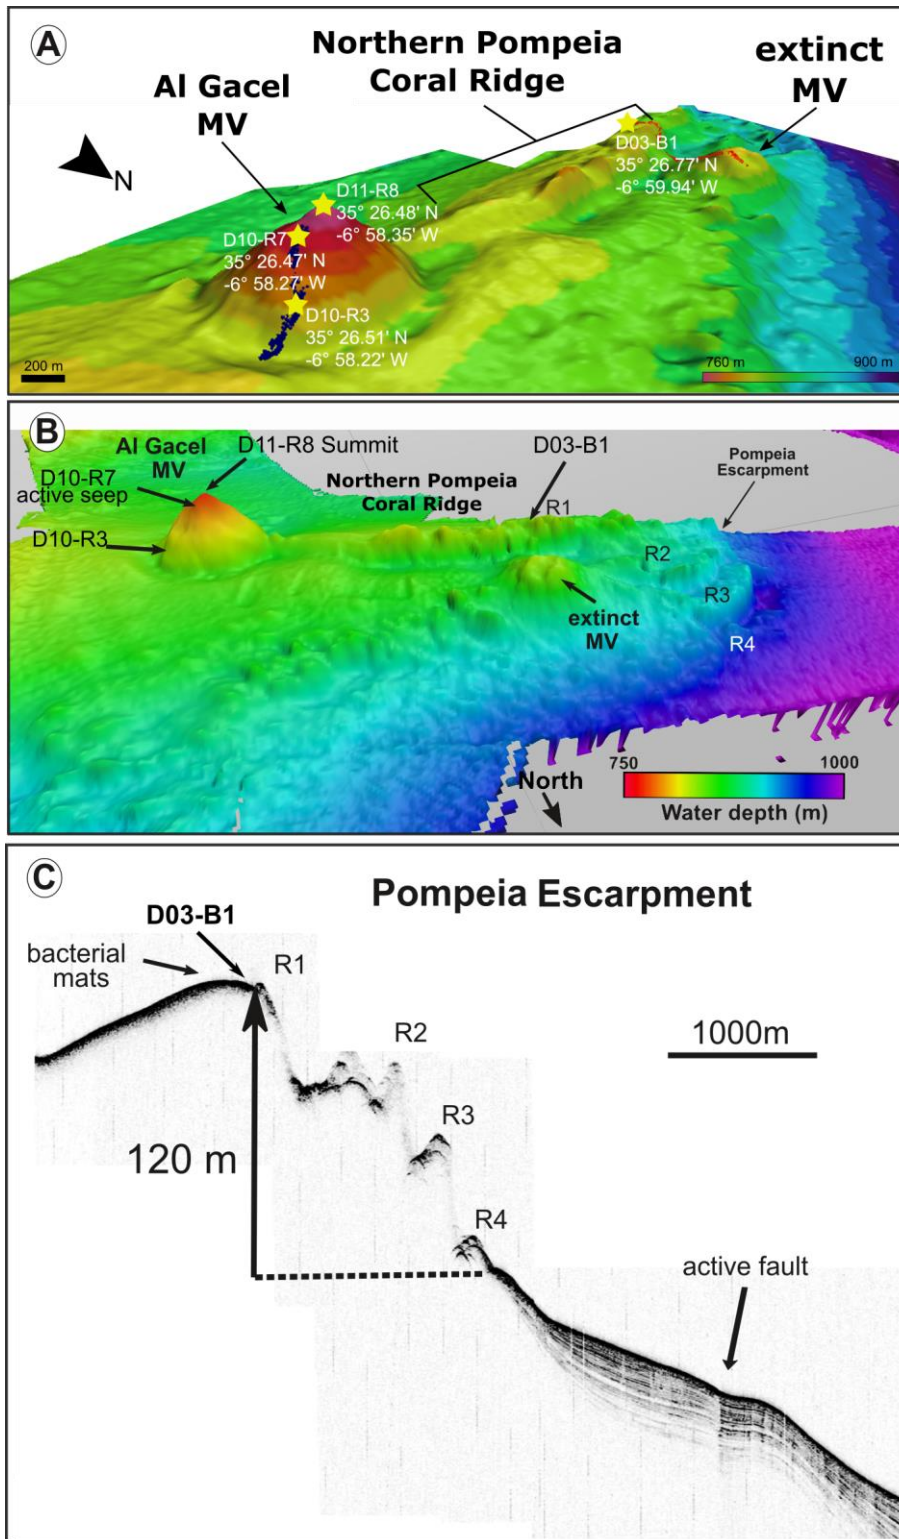 A
Northern Pompeia
Coral Ridge
extinct
MV
Al Gacel
MV
N
D03-B1
35° 26.77' N
-6° 59.94' W
D11-R8
35° 26.48' N
-6° 58.35' W
D10-R7
35° 26.47' N
-6° 58.27' W
D10-R3
35° 26.51' N
-6° 58.22' W
200 m
760 m
900 m
B
Al Gacel
MV
D11-R8 Summit
D03-B1
Pompeia
Escarpment
D10-R7
active seep
Northern Pompeia
Coral Ridge
R1
D10-R3
R2
R3
extinct
MV
R4
North
750
1000
Water depth (m)
C
Pompeia Escarpment
D03-B1
bacterial
mats
R1
R2
1000m
R3
120 m
R4
active fault